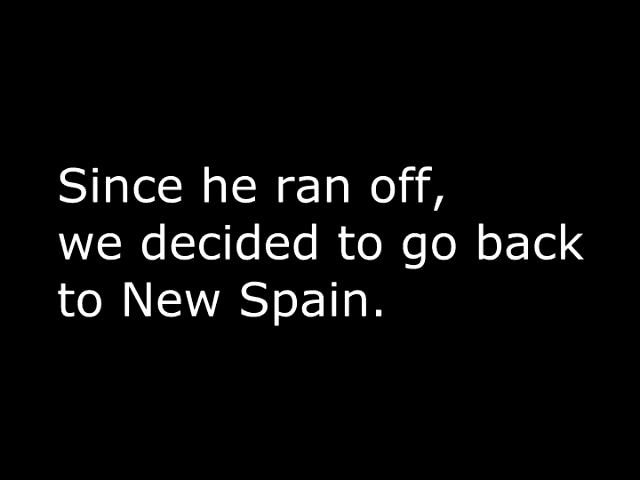 Since he ran off,
we decided to go back
to New Spain.